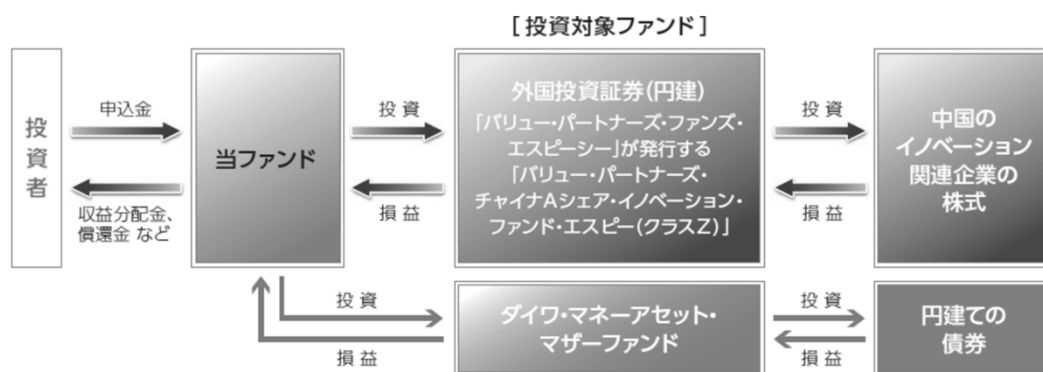 [投資対象ファンド]
投資者
申込金
収益分配金、
償還金 など
当ファンド
投 資
損 益
外国投資証券(円建)
「バリュー・パートナーズ・ファンズ・
エスピーシー」が発行する
「バリュー・パートナーズ・
チャイナAシェア・イノベーション・
ファンド・エスピー(クラスZ)」
投 資
損 益
中国の
イノベーション
関連企業の
株式
投 資
損 益
ダイワ・マネーアセット・
マザーファンド
投 資
損 益
円建ての
債券